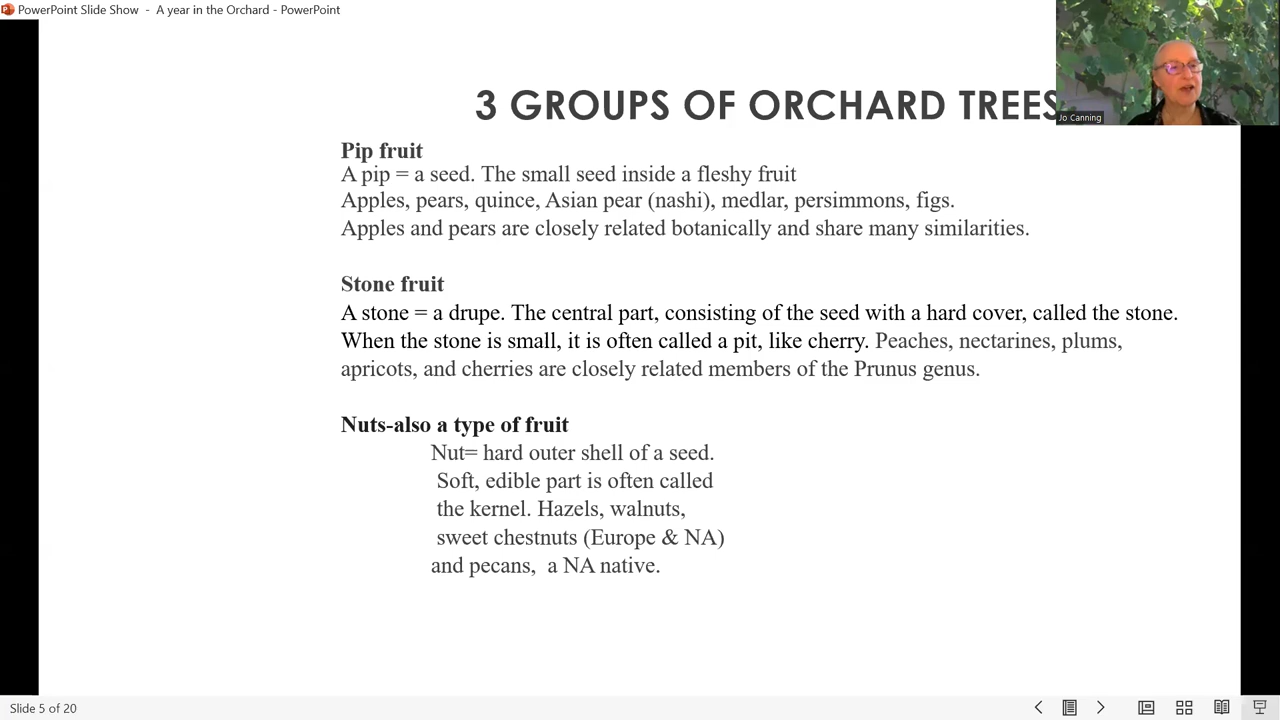 PowerPoint Slide Show - A year in the Orchard - PowerPoint
3 GROUPS OF ORCHARD TREES
Jo Canning
Pip fruit
A pip = a seed. The small seed inside a fleshy fruit
Apples, pears, quince, Asian pear (nashi), medlar, persimmons, figs.
Apples and pears are closely related botanically and share many similarities.
Stone fruit
A stone = a drupe. The central part, consisting of the seed with a hard cover, called the stone.
When the stone is small, it is often called a pit, like cherry. Peaches, nectarines, plums,
apricots, and cherries are closely related members of the Prunus genus.
Nuts-also a type of fruit
Nut= hard outer shell of a seed.
Soft, edible part is often called
the kernel. Hazels, walnuts,
sweet chestnuts (Europe & NA)
and pecans, a NA native.
Slide 5 of 20